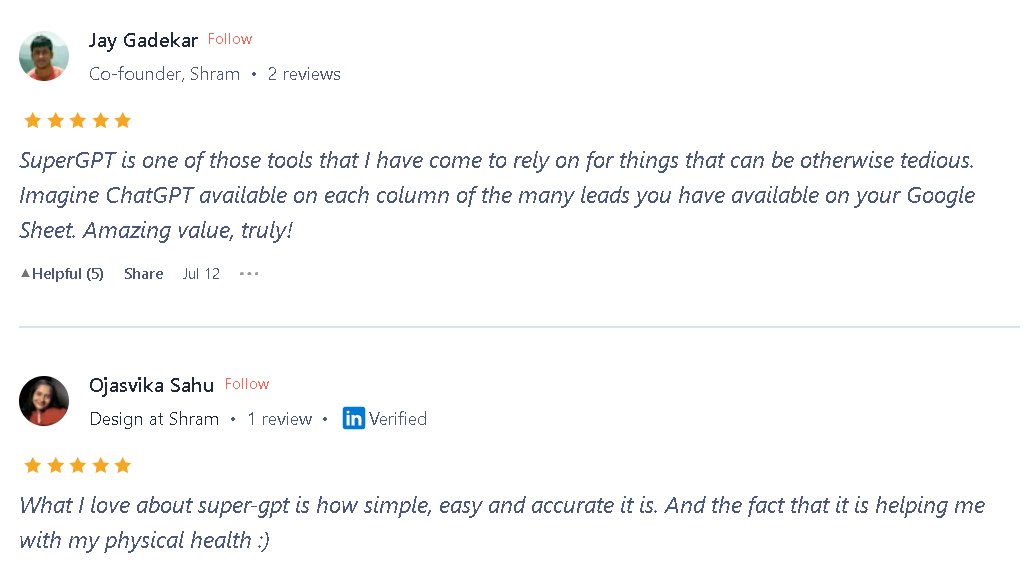 Jay Gadekar Follow
Co-founder, Shram • 2 reviews
SuperGPT is one of those tools that I have come to rely on for things that can be otherwise tedious.
Imagine ChatGPT available on each column of the many leads you have available on your Google
Sheet. Amazing value, truly!
▲Helpful (5) Share Jul 12 •••
Ojasvika Sahu Follow
Design at Shram • 1 review • in Verified
What I love about super-gpt is how simple, easy and accurate it is. And the fact that it is helping me
with my physical health :)